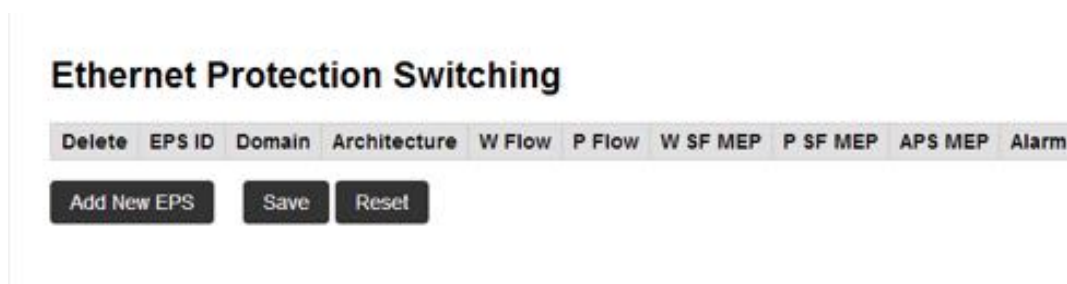 Ethernet Protection Switching
Delete EPS ID Domain Architecture W Flow P Flow W SF MEP P SF MEP APS MEP Alarm
Add New EPS Save Reset